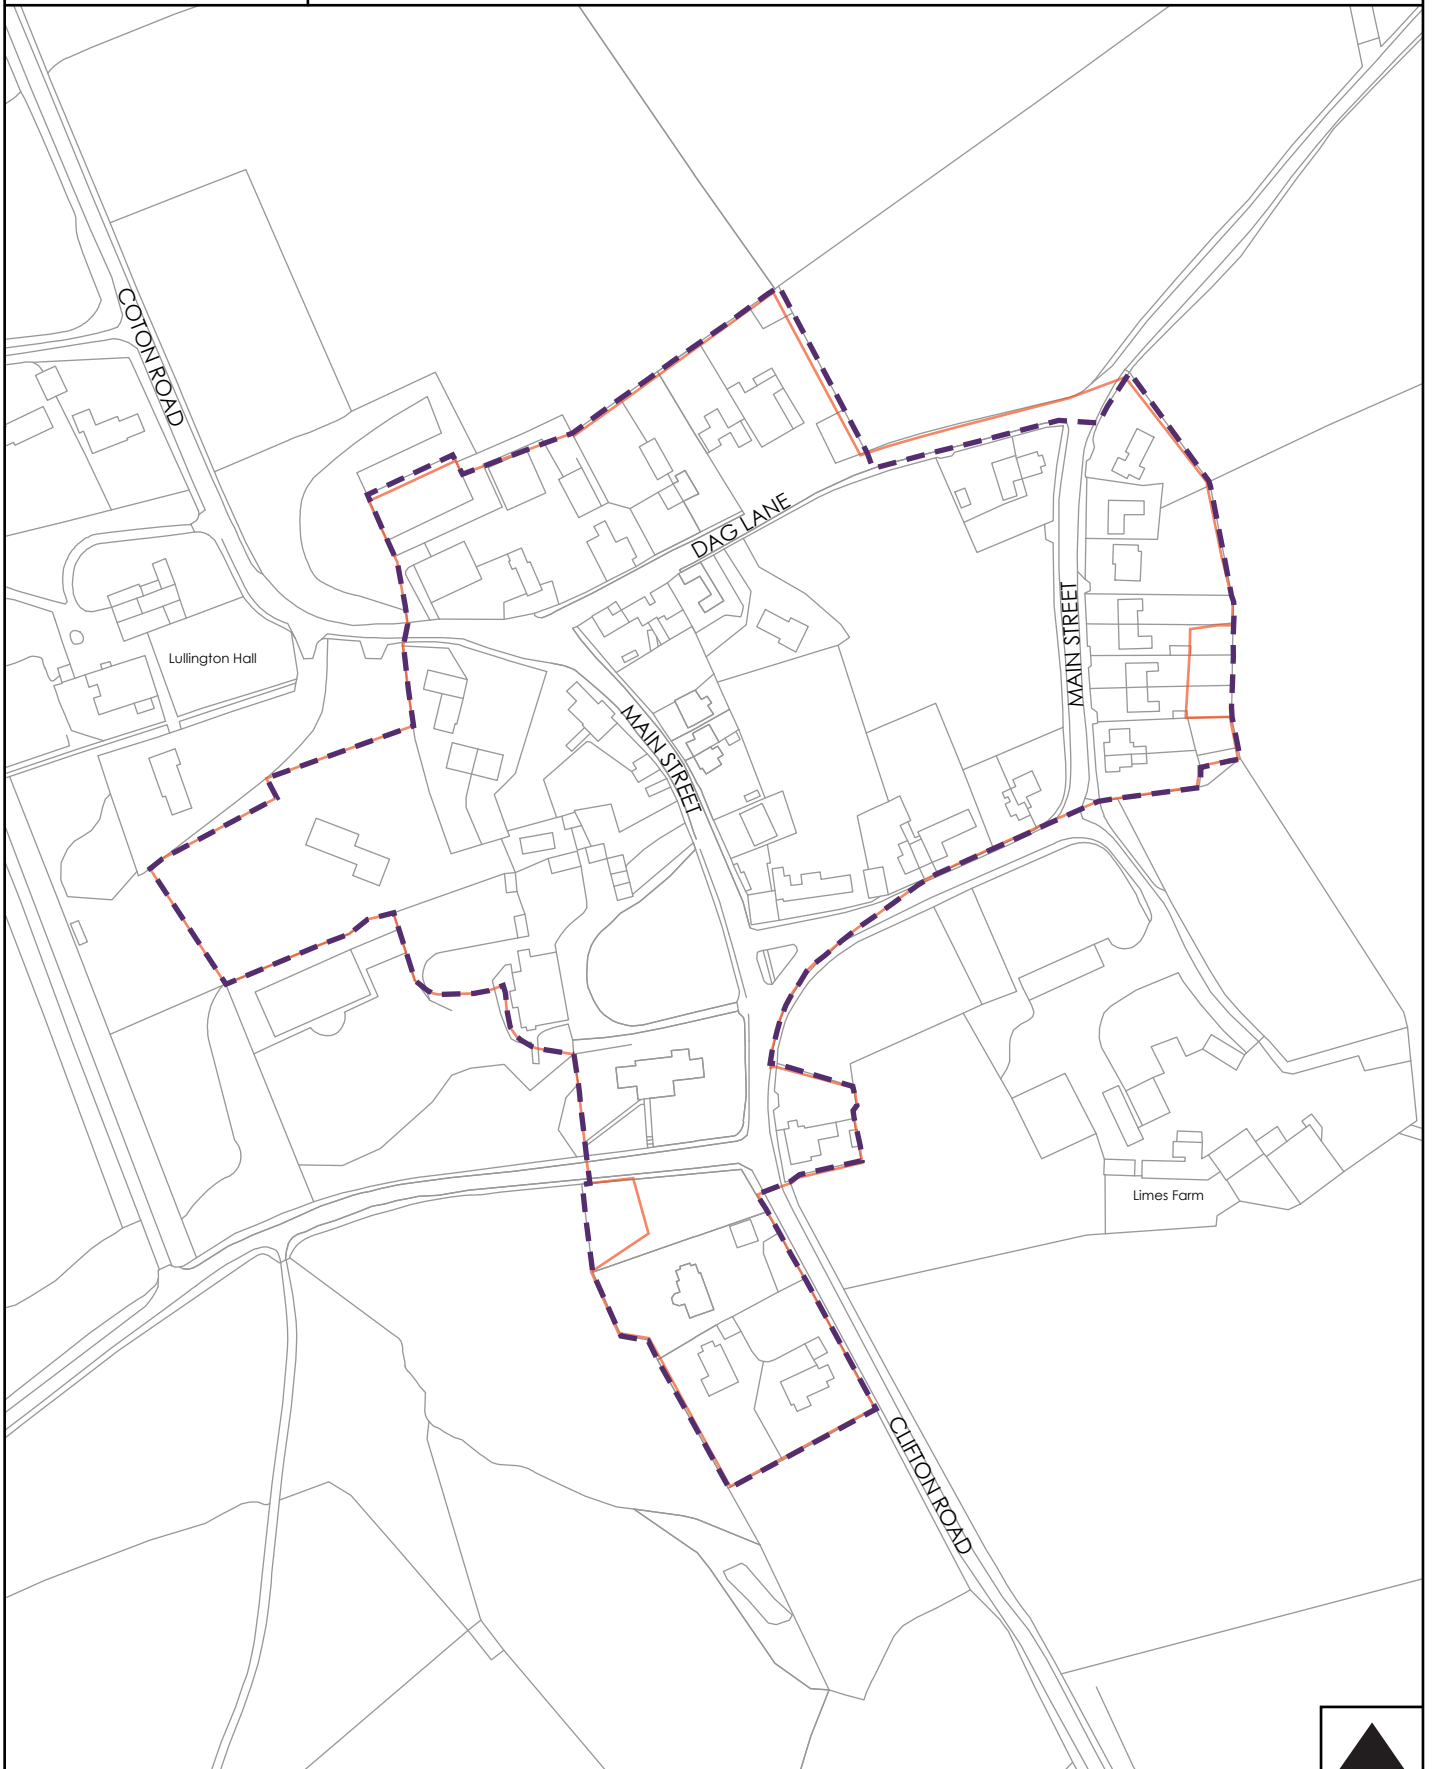 COTON ROAD
DAG LANE
MAIN STREET
Lullington Hall
MAIN STREET
Limes Farm
CLIFTON ROAD